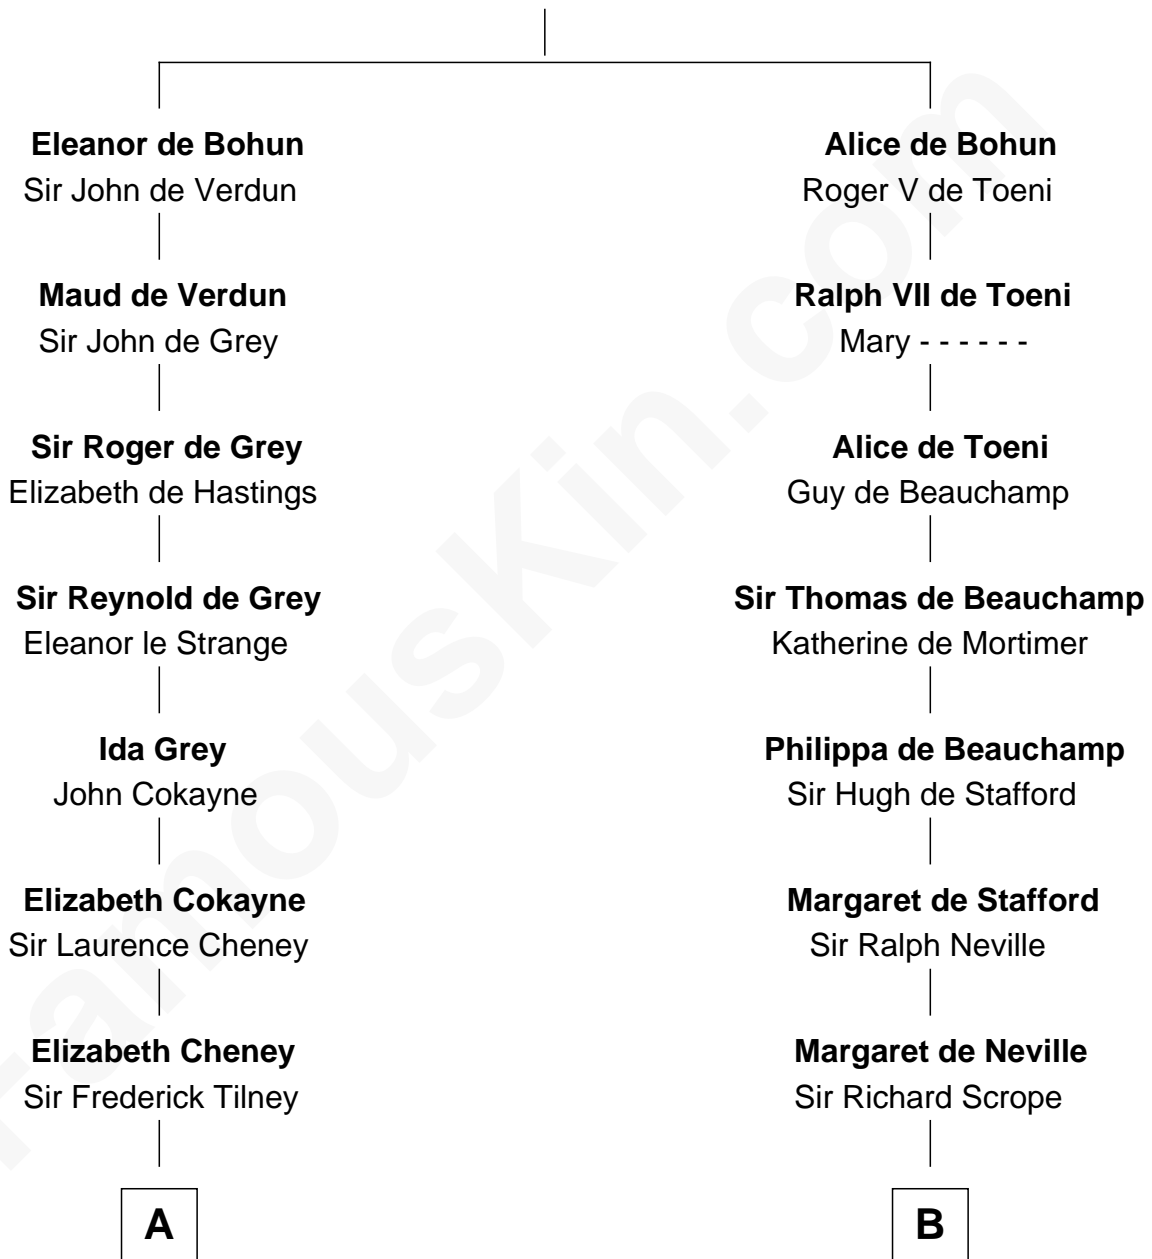 Eleanor de Bohun
Sir John de Verdun
Alice de Bohun
Roger V de Toeni
Maud de Verdun
Sir John de Grey
Ralph VII de Toeni
Mary - - - - - -
Sir Roger de Grey
Elizabeth de Hastings
Alice de Toeni
Guy de Beauchamp
Sir Reynold de Grey
Eleanor le Strange
Sir Thomas de Beauchamp
Katherine de Mortimer
Ida Grey
John Cokayne
Philippa de Beauchamp
Sir Hugh de Stafford
Elizabeth Cokayne
Sir Laurence Cheney
Margaret de Stafford
Sir Ralph Neville
Elizabeth Cheney
Sir Frederick Tilney
Margaret de Neville
Sir Richard Scrope
A
B
FamousKin.com